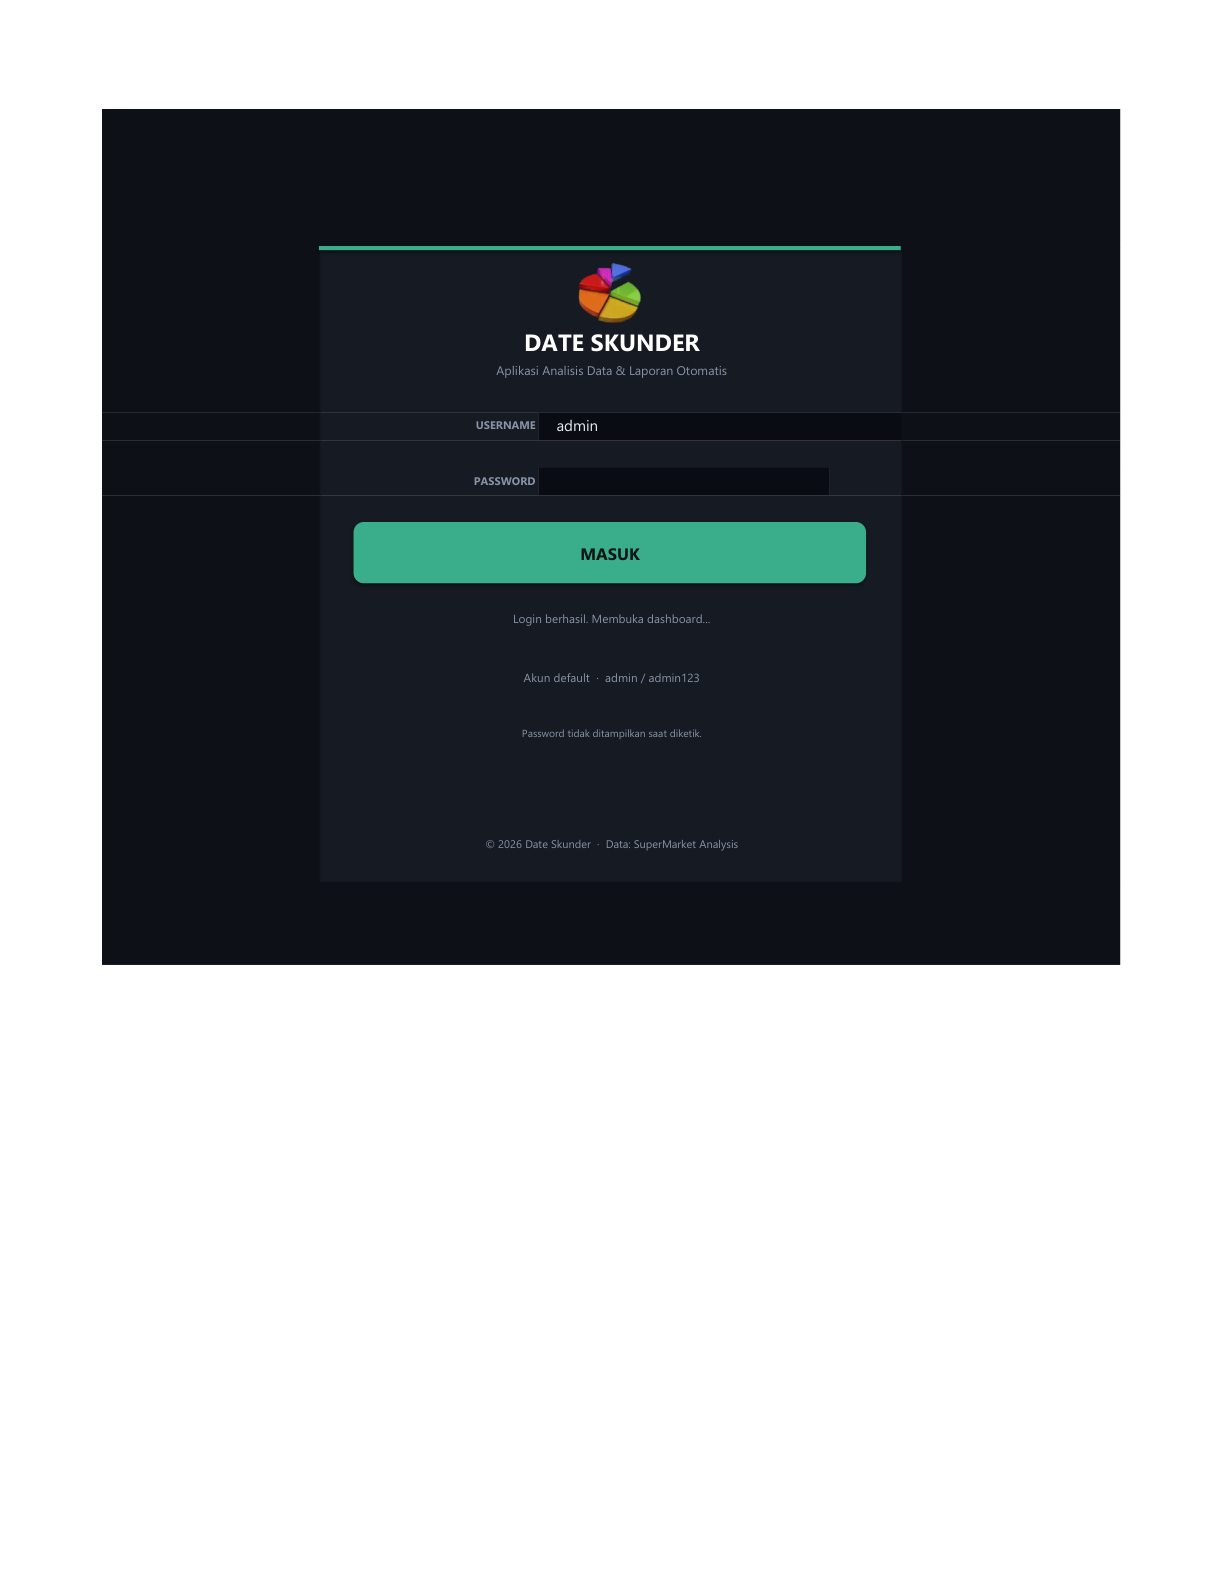 DATE SKUNDER
Aplikasi Analisis Data & Laporan Otomatis
USERNAME admin
PASSWORD
MASUK
Login berhasil. Membuka dashboard...
Akun default · admin / admin123
Password tidak ditampilkan saat diketik.
© 2026 Date Skunder · Data: SuperMarket Analysis